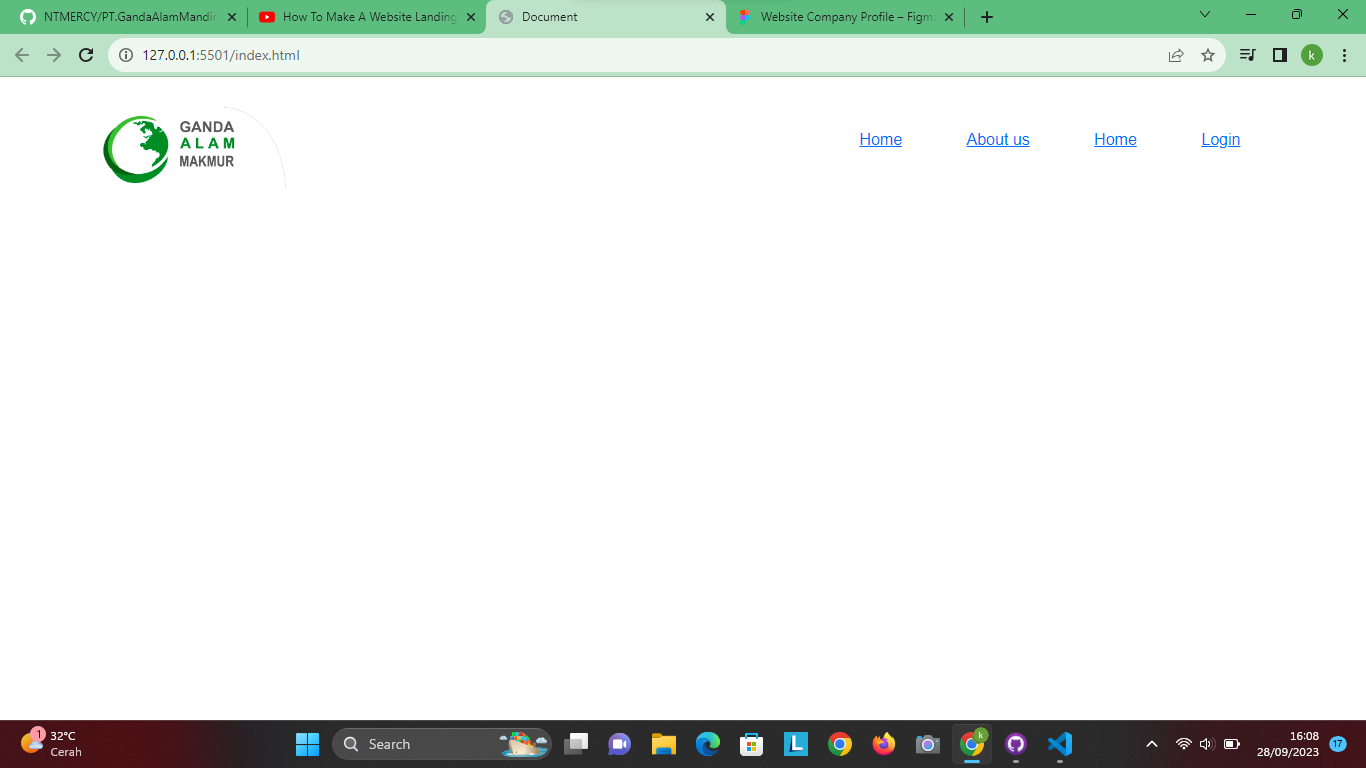 NTMERCY/PT.GandaAlamMandiri
How To Make A Website Landing
Document
Website Company Profile – Figm
127.0.0.1:5501/index.html
k
GANDA
ALAM
MAKMUR
Home
About us
Home
Login
1
32°C
Cerah
Search
L
k
16:08
28/09/2023
17